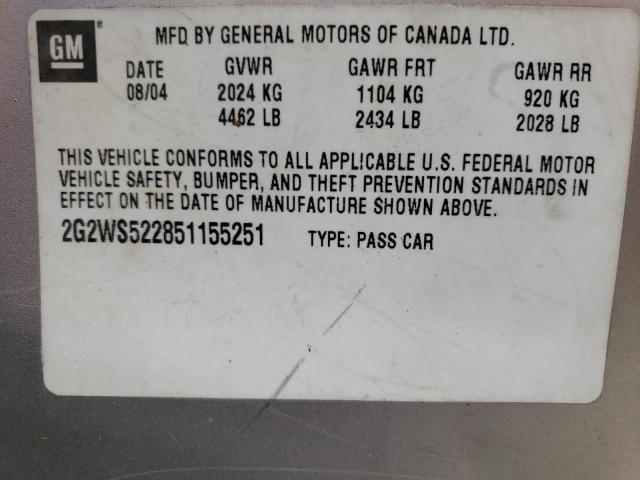 GM ®
MFD BY GENERAL MOTORS OF CANADA LTD.
DATE GVWR GAWR FRT GAWR RR
08/04 2024 KG 1104 KG 920 KG
4462 LB 2434 LB 2028 LB
THIS VEHICLE CONFORMS TO ALL APPLICABLE U.S. FEDERAL MOTOR
VEHICLE SAFETY, BUMPER, AND THEFT PREVENTION STANDARDS IN
EFFECT ON THE DATE OF MANUFACTURE SHOWN ABOVE.
2G2WS522851155251 TYPE: PASS CAR